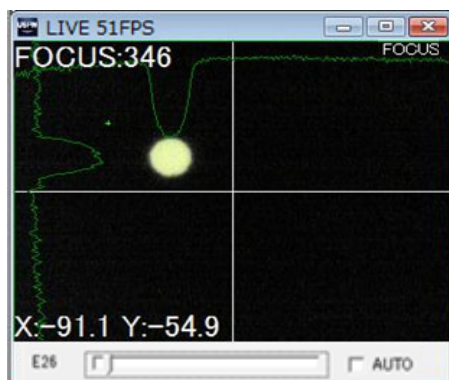 LIVE 51FPS
FOCUS:346
FOCUS
X:-91.1 Y:-54.9
E26
AUTO